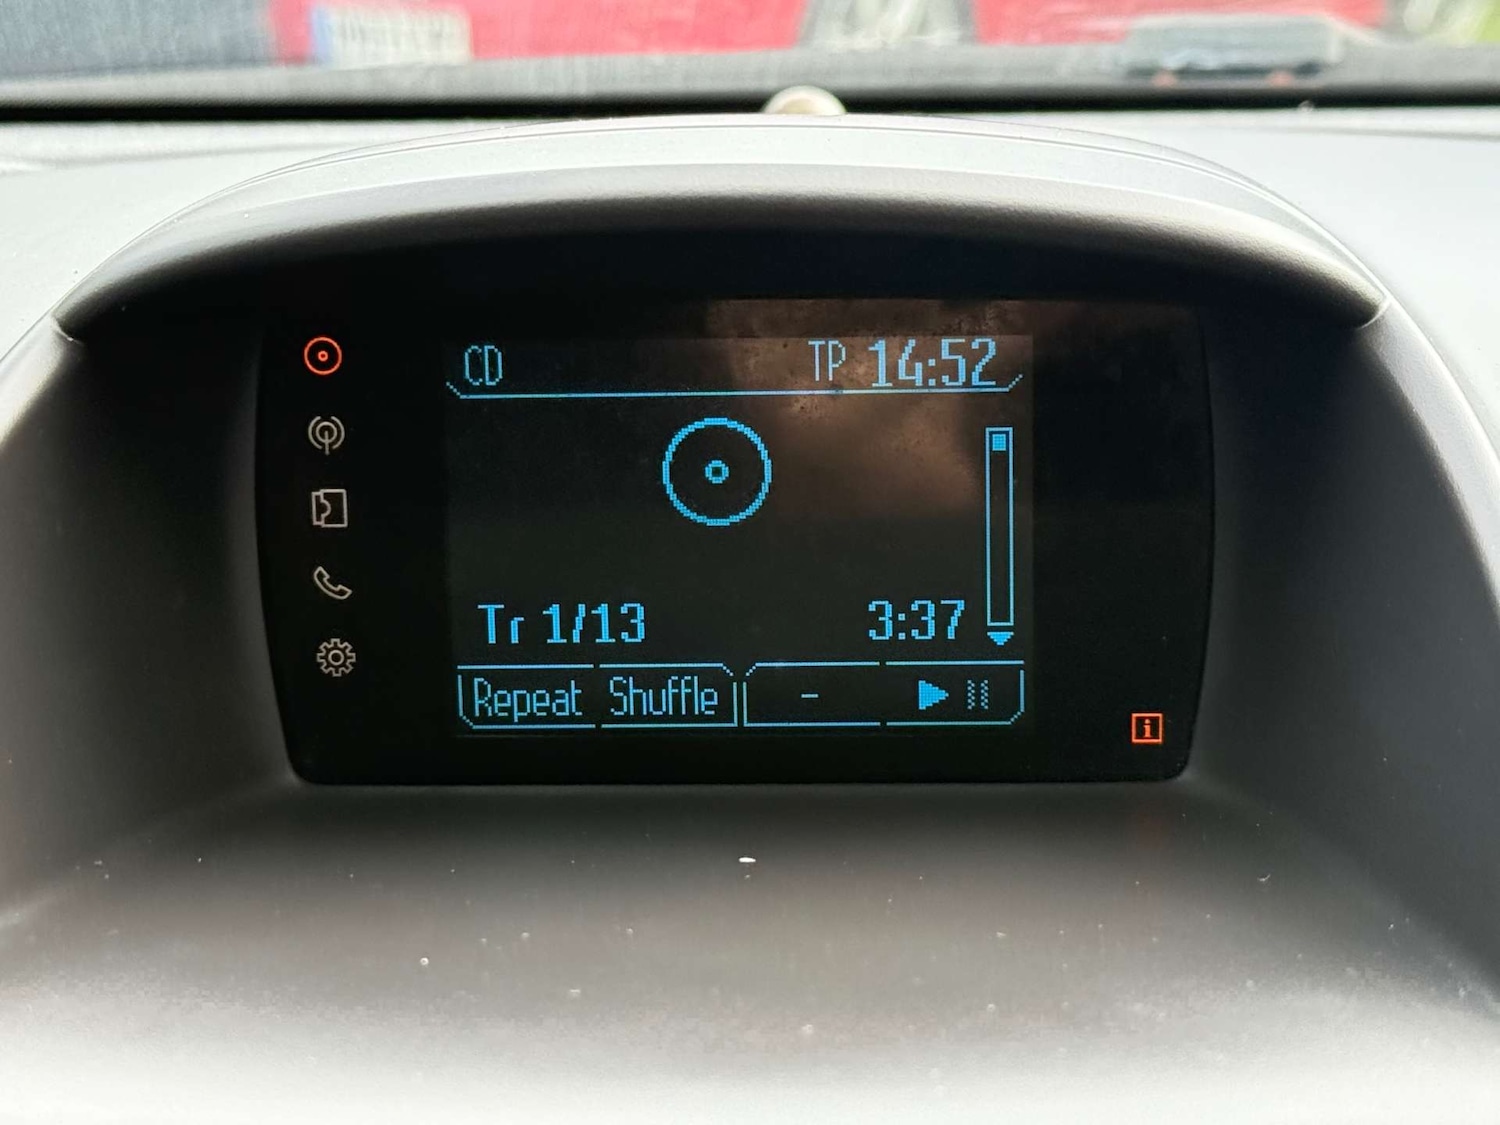 CD TP 14:52
Tr 1/13 3:37
Repeat Shuffle -
i